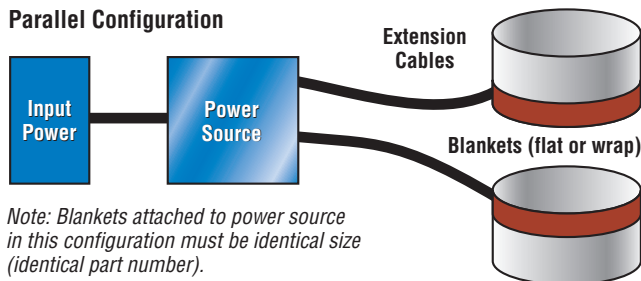 Parallel Configuration
Extension
Cables
Input
Power
Power
Source
Blankets (flat or wrap)
Note: Blankets attached to power source
in this configuration must be identical size
(identical part number).